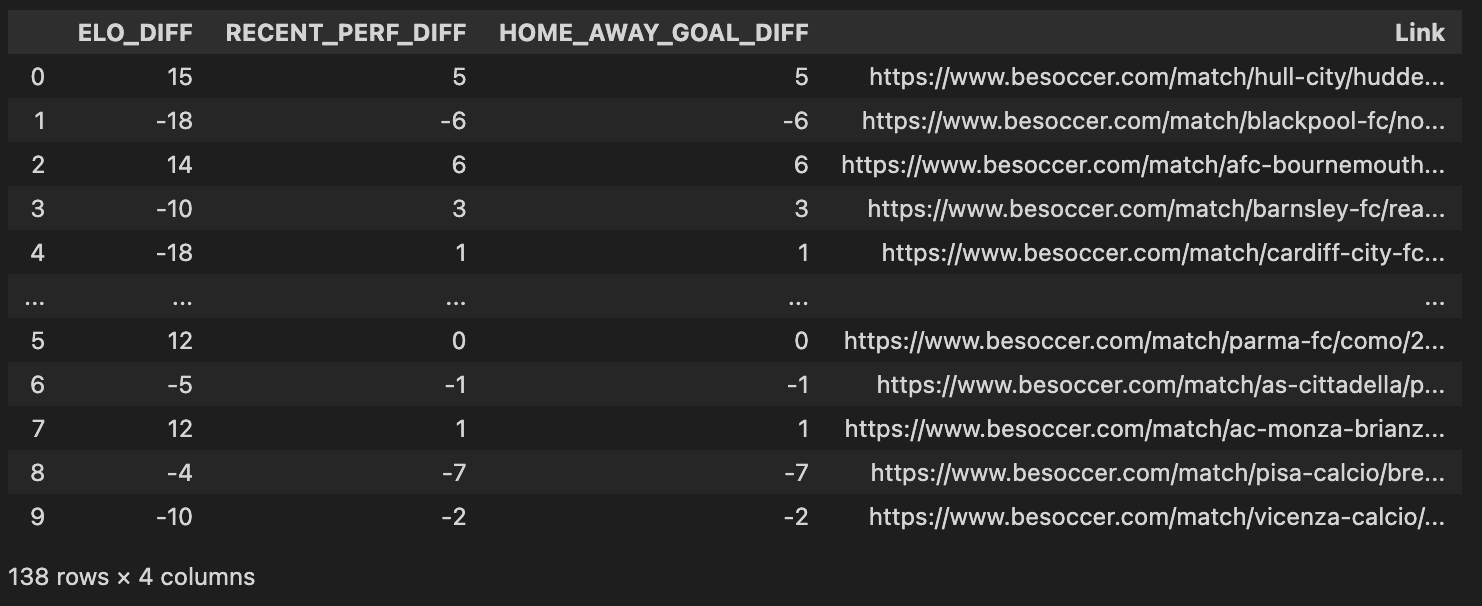 ELO_DIFF RECENT_PERF_DIFF HOME_AWAY_GOAL_DIFF Link
0 15 5 5 https://www.besoccer.com/match/hull-city/hudde...
1 -18 -6 -6 https://www.besoccer.com/match/blackpool-fc/no...
2 14 6 6 https://www.besoccer.com/match/afc-bournemouth...
3 -10 3 3 https://www.besoccer.com/match/barnsley-fc/rea...
4 -18 1 1 https://www.besoccer.com/match/cardiff-city-fc...
... ... ... ... ...
5 12 0 0 https://www.besoccer.com/match/parma-fc/como/2...
6 -5 -1 -1 https://www.besoccer.com/match/as-cittadella/p...
7 12 1 1 https://www.besoccer.com/match/ac-monza-brianz...
8 -4 -7 -7 https://www.besoccer.com/match/pisa-calcio/bre...
9 -10 -2 -2 https://www.besoccer.com/match/vicenza-calcio/...
138 rows × 4 columns